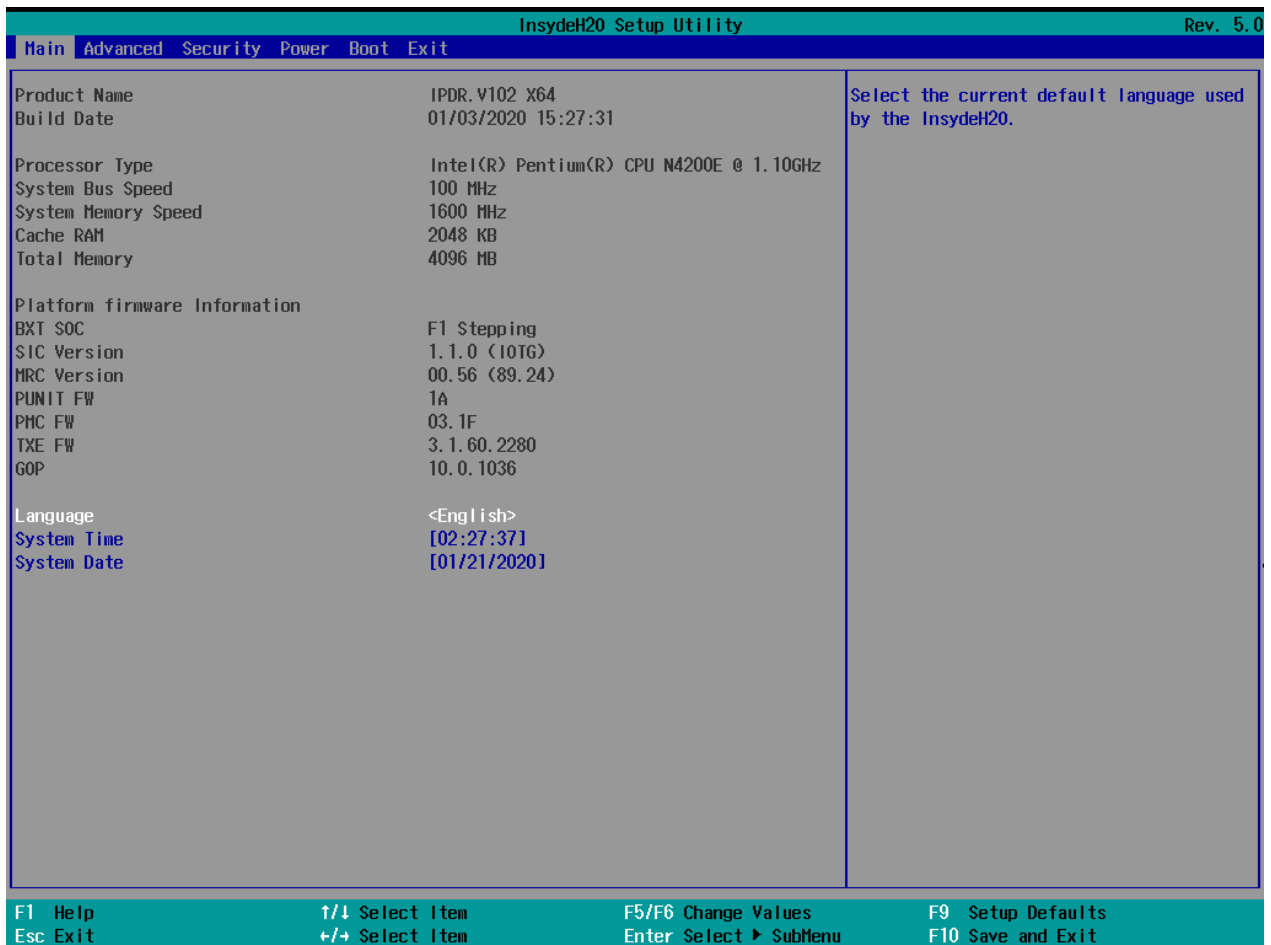 InsydeH20 Setup Utility Rev. 5.0
Main Advanced Security Power Boot Exit
Product Name IPDR.V102 X64
Build Date 01/03/2020 15:27:31
Processor Type Intel(R) Pentium(R) CPU N4200E @ 1.10GHz
System Bus Speed 100 MHz
System Memory Speed 1600 MHz
Cache RAM 2048 KB
Total Memory 4096 MB
Platform firmware Information
BXT SOC F1 Stepping
SIC Version 1.1.0 (IOTG)
MRC Version 00.56 (89.24)
PUNIT FW 1A
PMC FW 03.1F
TXE FW 3.1.60.2280
GOP 10.0.1036
Language <English>
System Time [02:27:37]
System Date [01/21/2020]
Select the current default language used
by the InsydeH20.
F1 Help ↑/↓ Select Item F5/F6 Change Values F9 Setup Defaults
Esc Exit ←/→ Select Item Enter Select ▶ SubMenu F10 Save and Exit